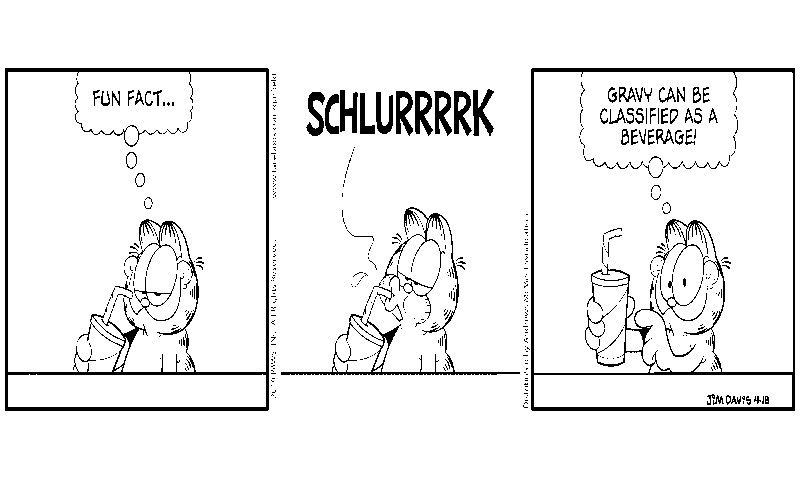 FUN FACT...
SCHLURRRRK
GRAVY CAN BE
CLASSIFIED AS A
BEVERAGE!
JIM DAVIS 4.18